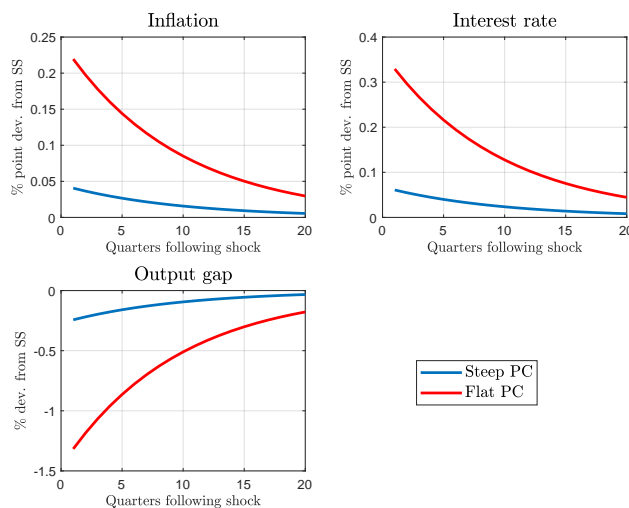 Inflation
% point dev. from SS
0.25
0.2
0.15
0.1
0.05
0
0 5 10 15 20
Quarters following shock
Interest rate
% point dev. from SS
0.4
0.3
0.2
0.1
0
0 5 10 15 20
Quarters following shock
Output gap
% dev. from SS
0
-0.5
-1
-1.5
0 5 10 15 20
Quarters following shock
Steep PC
Flat PC